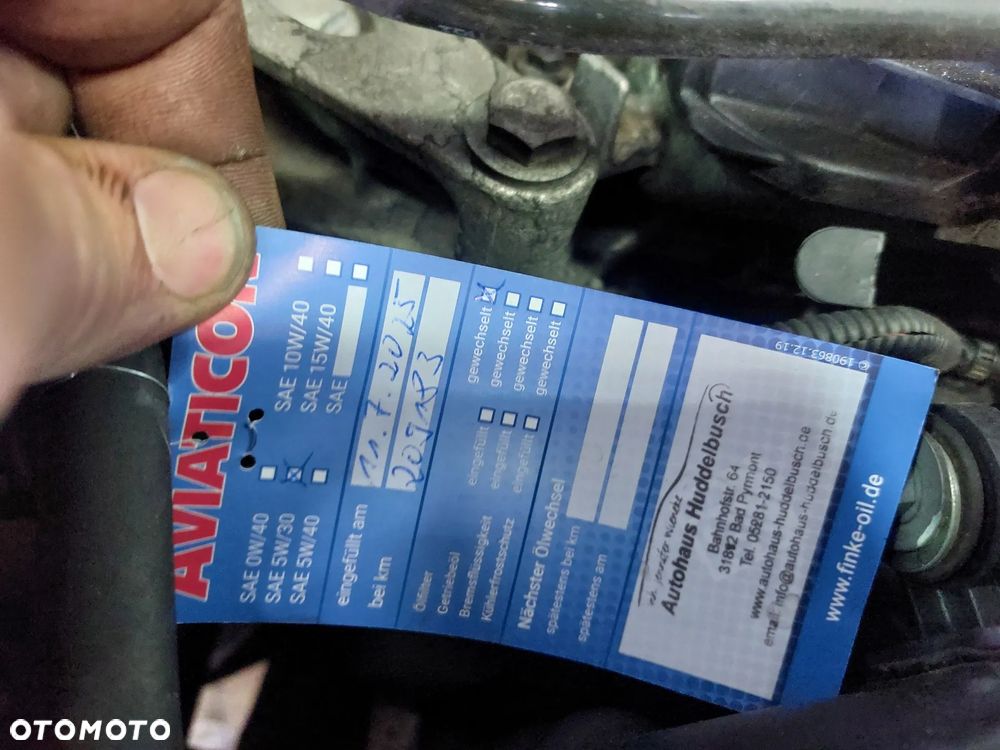 AVIATICON
SAE 0W/40
SAE 10W/40
SAE 5W/30
SAE 15W/40
SAE 5W/40
SAE
eingefüllt am
11.7.2025
bei km
209183
Ölfilter
gewechselt
Getriebeöl
eingefüllt
gewechselt
Bremsflüssigkeit
eingefüllt
gewechselt
Kühlerfrostschutz
eingefüllt
gewechselt
Nächster Ölwechsel
spätestens bei km
spätestens am
Autohaus Huddelbusch
Bahnhofstr. 64
31812 Bad Pyrmont
Tel. 05281-2150
www.autohaus-huddelbusch.de
email: info@autohaus-huddelbusch.de
© 190863.12.19
www.finke-oil.de
OTOMOTO